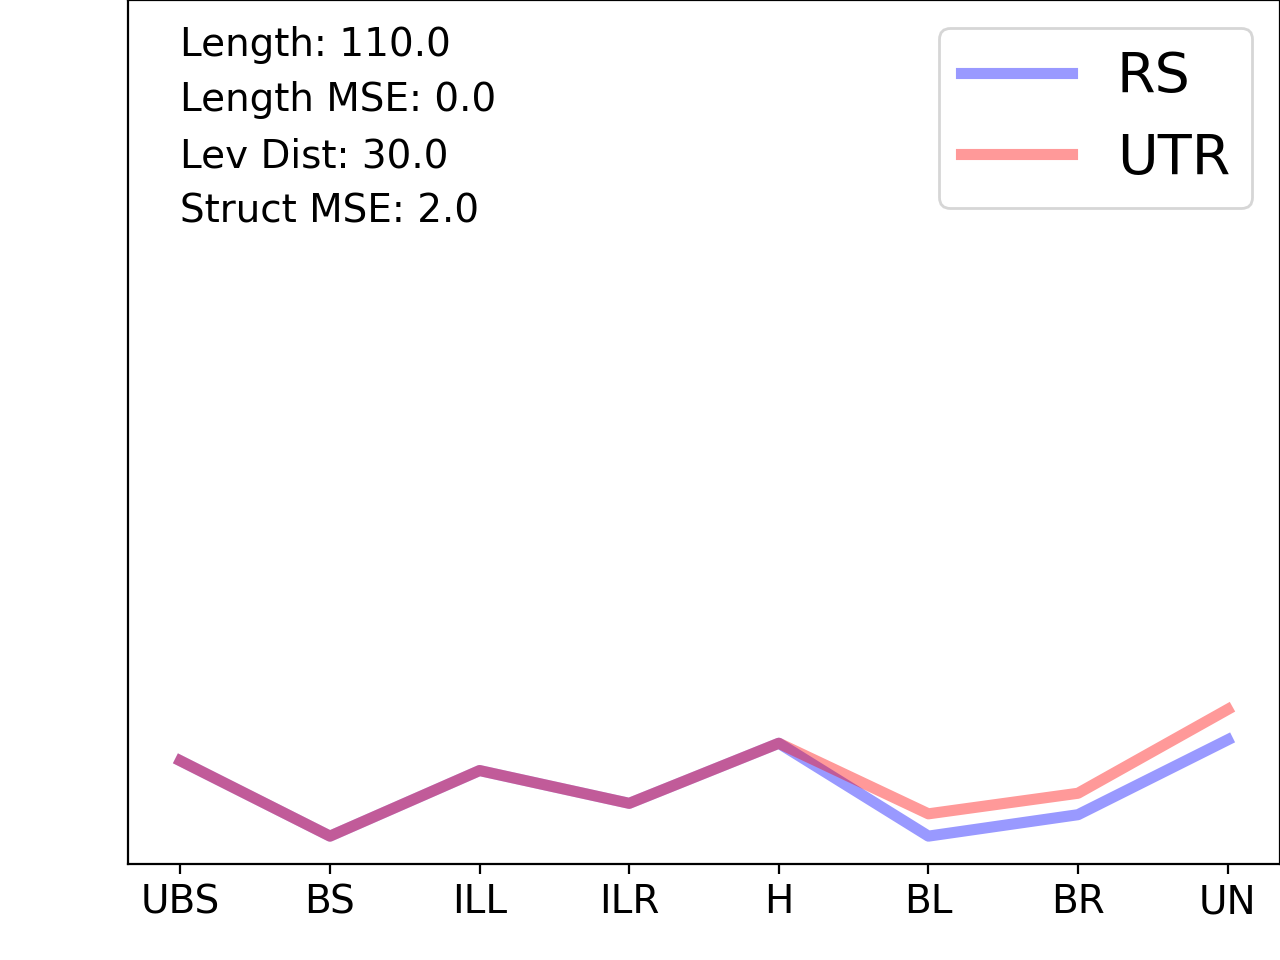 Length: 110.0
Length MSE: 0.0
Lev Dist: 30.0
Struct MSE: 2.0
RS
UTR
UBS BS ILL ILR H BL BR UN